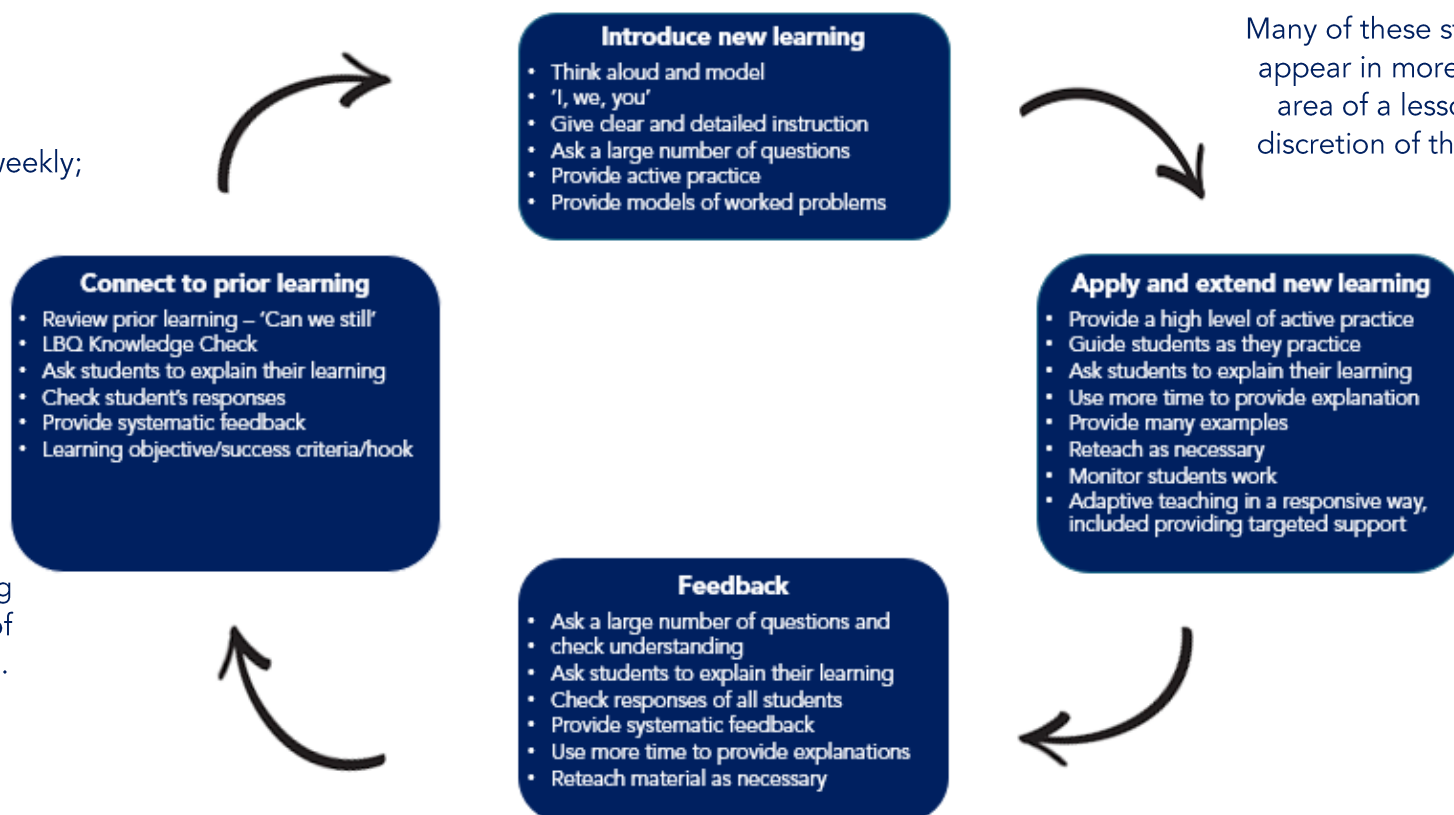 Introduce new learning
• Think aloud and model
• 'I, we, you'
• Give clear and detailed instruction
• Ask a large number of questions
• Provide active practice
• Provide models of worked problems
Many of these
appear in more
area of a
discretion of
weekly;
Connect to prior learning
• Review prior learning – 'Can we still'
• LBQ Knowledge Check
• Ask students to explain their learning
• Check student's responses
• Provide systematic feedback
• Learning objective/success criteria/hook
Apply and extend new learning
• Provide a high level of active practice
• Guide students as they practice
• Ask students to explain their learning
• Use more time to provide explanation
• Provide many examples
• Reteach as necessary
• Monitor students work
• Adaptive teaching in a responsive way,
included providing targeted support
of
.
Feedback
• Ask a large number of questions and
• check understanding
• Ask students to explain their learning
• Check responses of all students
• Provide systematic feedback
• Use more time to provide explanations
• Reteach material as necessary